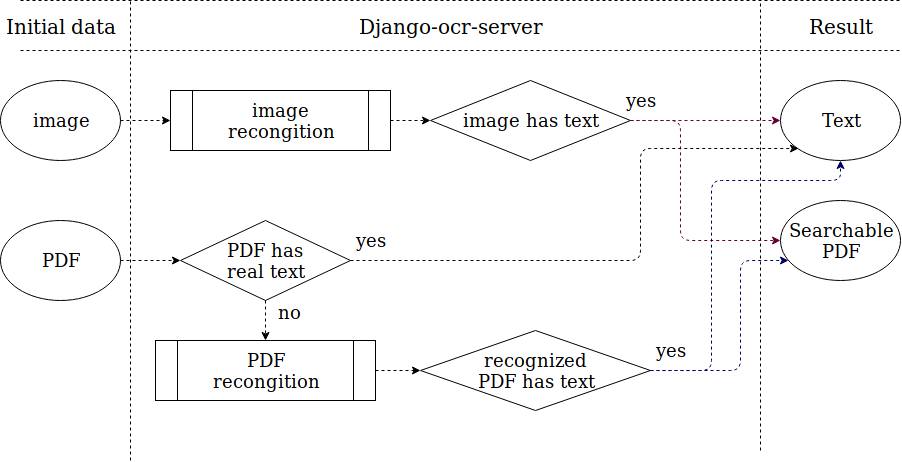 Initial data
Django-ocr-server
Result
image
image
recongition
image has text
yes
Text
PDF
PDF has
real text
yes
Searchable
PDF
no
PDF
recongition
recognized
PDF has text
yes